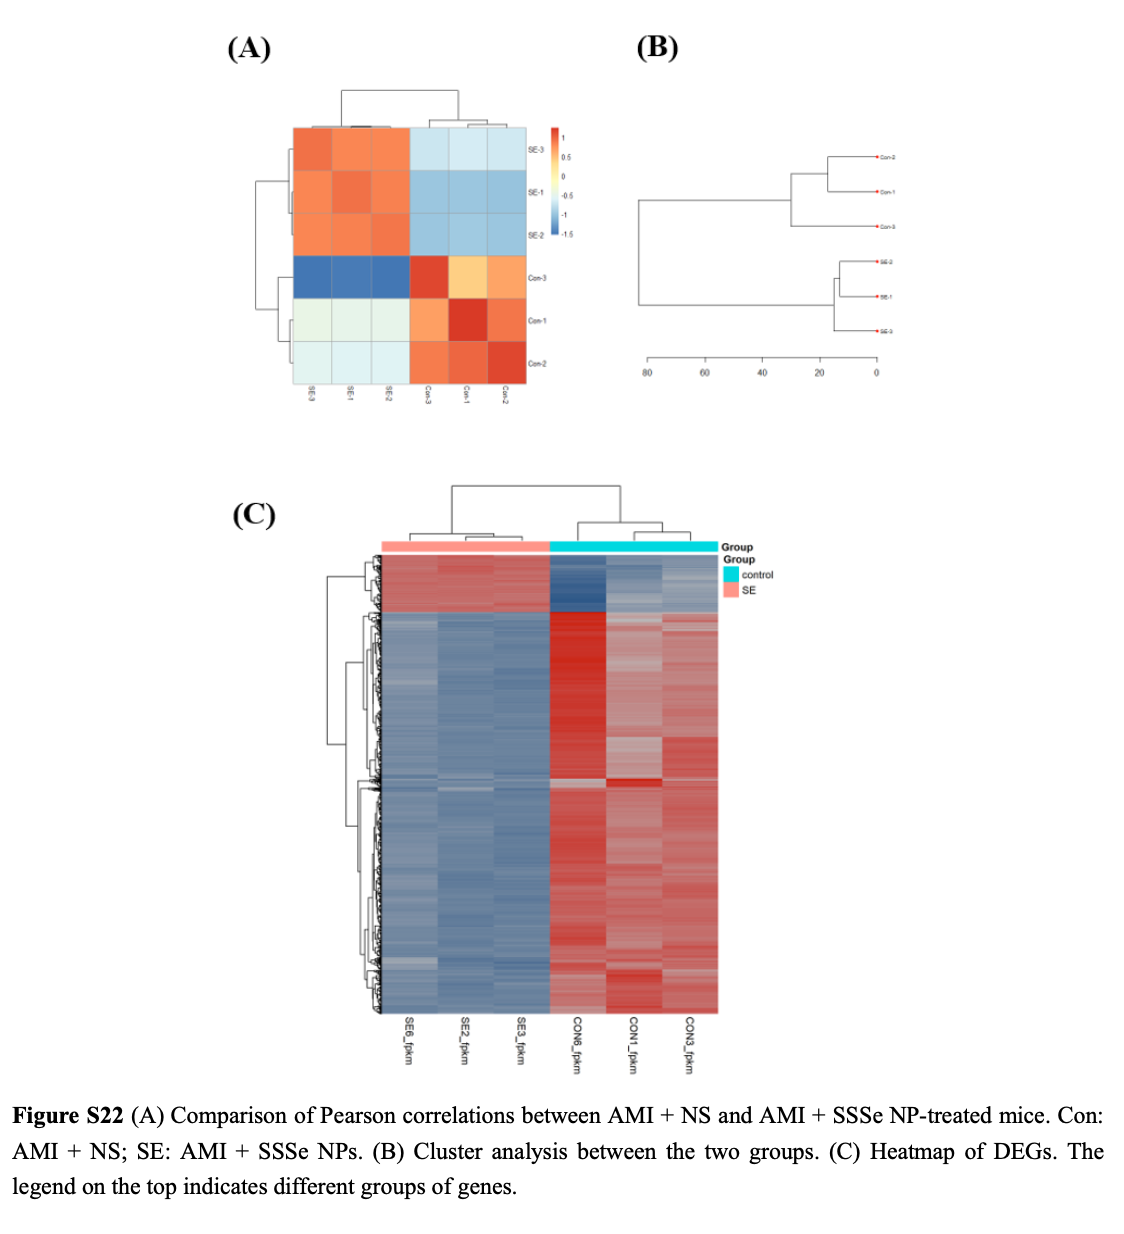 (A)
(B)
1
0.5
0
-0.5
-1
-1.5
SE-3
SE-1
SE-2
Con-3
Con-1
Con-2
SE-3
SE-1
SE-2
Con-3
Con-1
Con-2
Con-2
Con-1
Con-3
SE-2
SE-1
SE-3
80 60 40 20 0
(C)
Group
Group
control
SE
SE6_fpkm
SE2_fpkm
SE3_fpkm
CON6_fpkm
CON1_fpkm
CON3_fpkm
Figure S22 (A) Comparison of Pearson correlations between AMI + NS and AMI + SSSe NP-treated mice. Con:
AMI + NS; SE: AMI + SSSe NPs. (B) Cluster analysis between the two groups. (C) Heatmap of DEGs. The
legend on the top indicates different groups of genes.